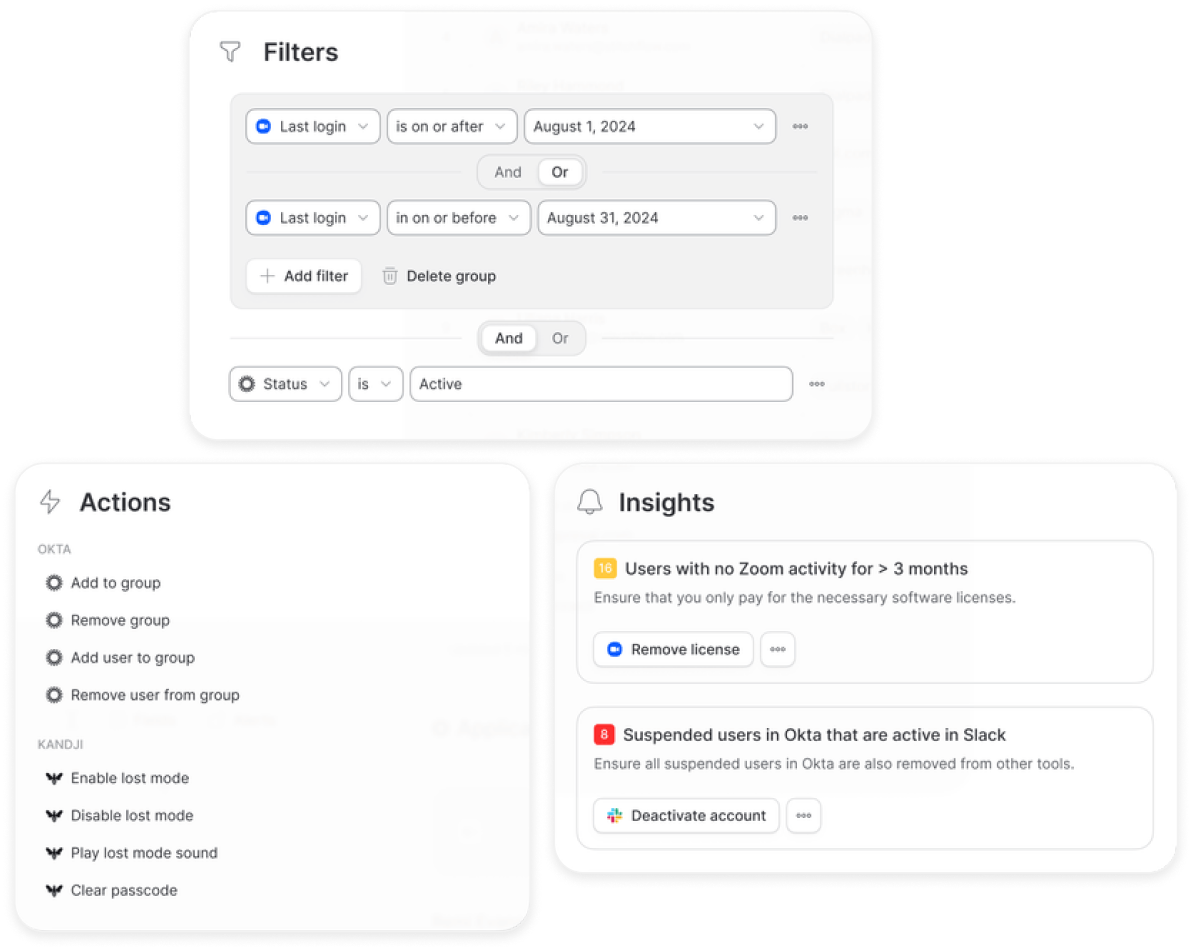 Filters
Last login is on or after August 1, 2024
And Or
Last login in on or before August 31, 2024
Add filter Delete group
And Or
Status is Active
Actions
OKTA
Add to group
Remove group
Add user to group
Remove user from group
KANDJI
Enable lost mode
Disable lost mode
Play lost mode sound
Clear passcode
Insights
16 Users with no Zoom activity for > 3 months
Ensure that you only pay for the necessary software licenses.
Remove license
8 Suspended users in Okta that are active in Slack
Ensure all suspended users in Okta are also removed from other tools.
Deactivate account